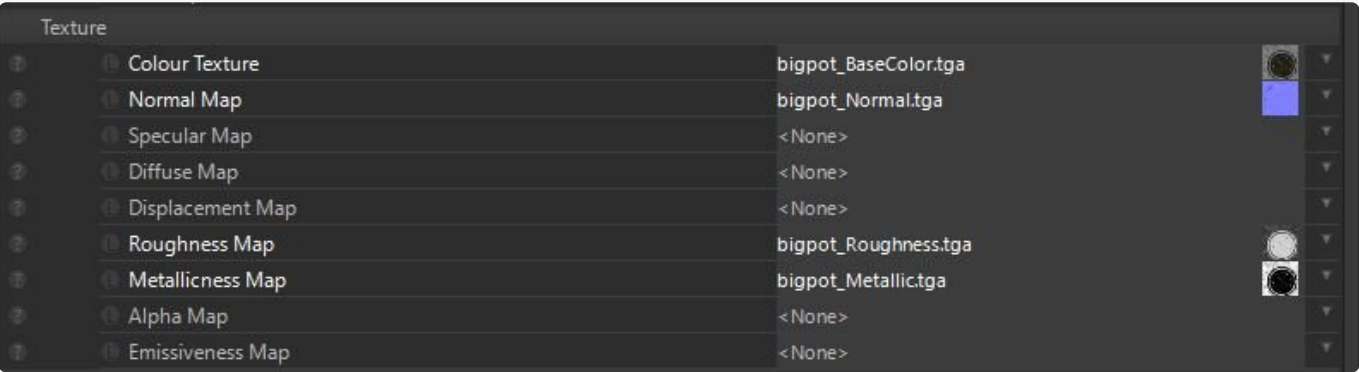 Texture
Colour Texture bigpot_BaseColor.tga
Normal Map bigpot_Normal.tga
Specular Map <None>
Diffuse Map <None>
Displacement Map <None>
Roughness Map bigpot_Roughness.tga
Metallicness Map bigpot_Metallic.tga
Alpha Map <None>
Emissiveness Map <None>